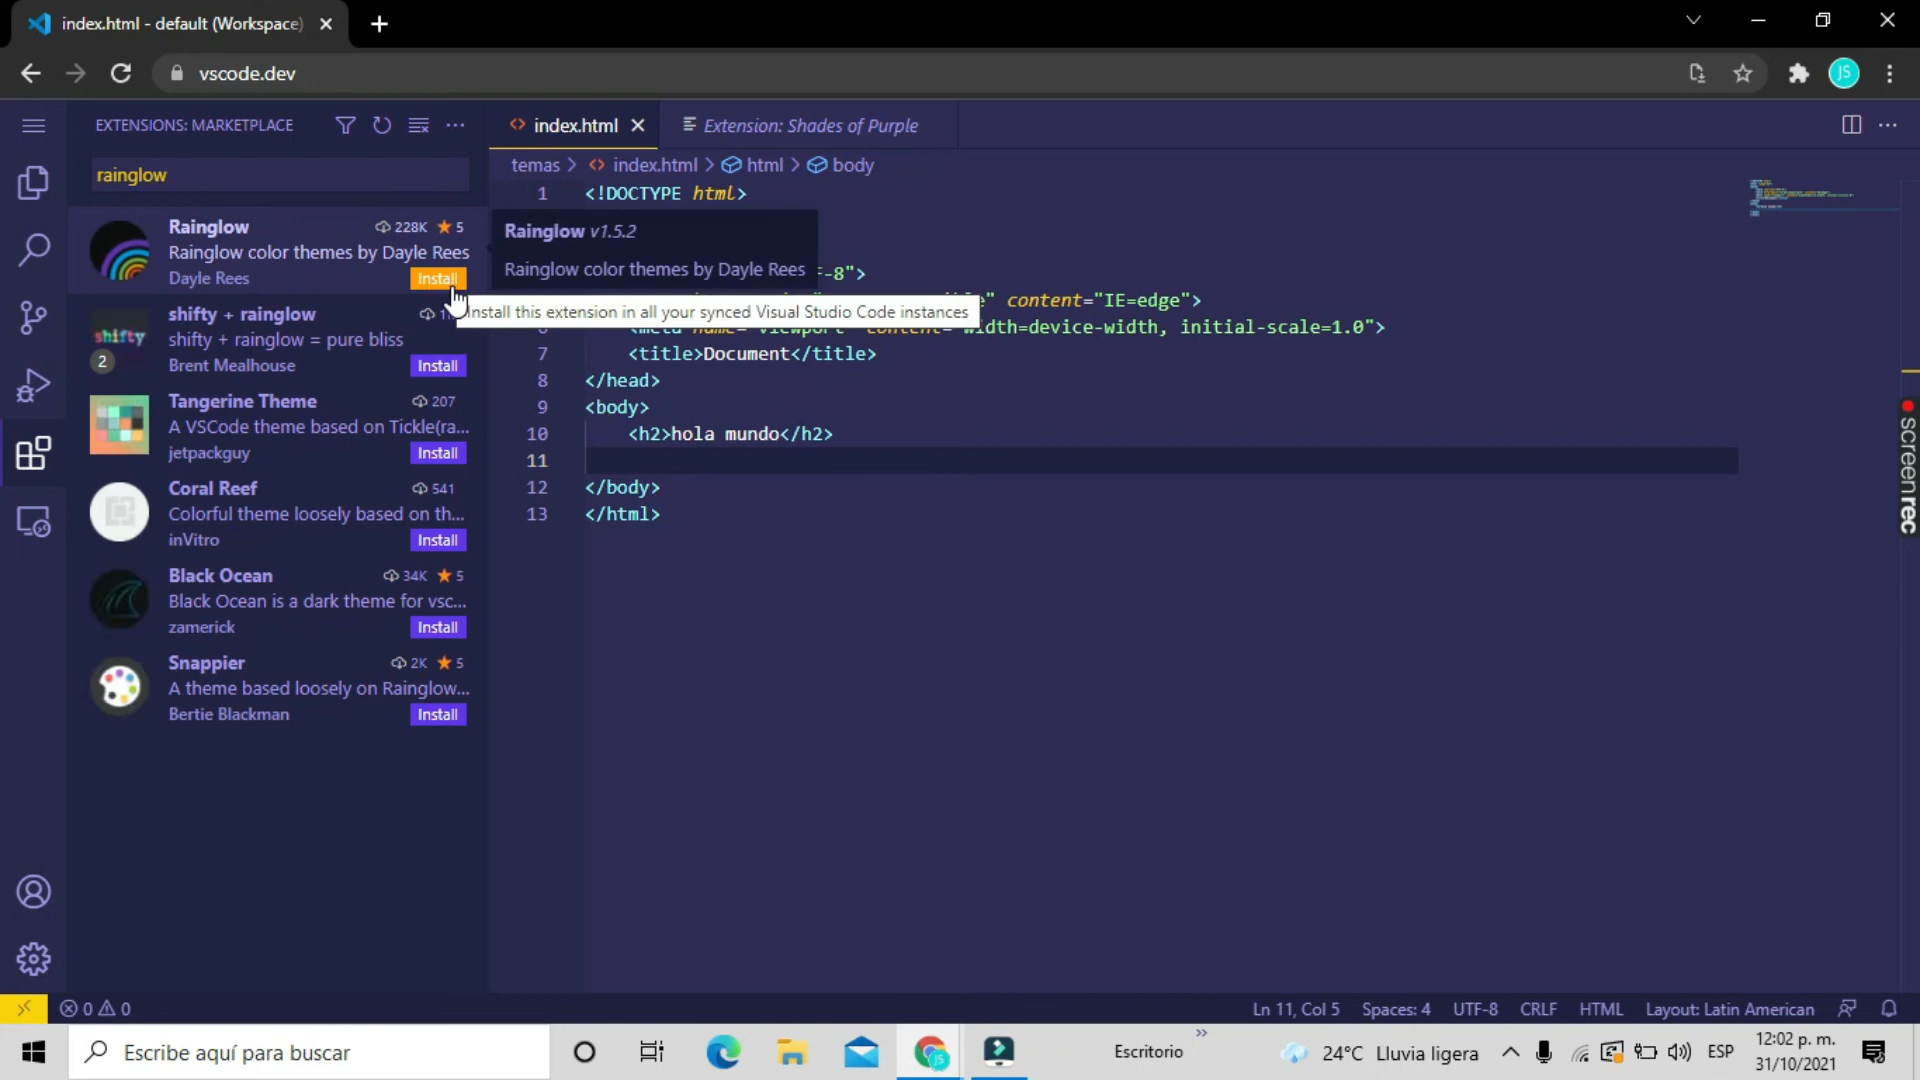 index.html - default (Workspace)
vscode.dev
JS
EXTENSIONS: MARKETPLACE
rainglow
Rainglow 228K 5
Rainglow color themes by Dayle Rees
Dayle Rees Install
shifty + rainglow
shifty + rainglow = pure bliss
Brent Mealhouse Install
shifty
2
Tangerine Theme 207
A VSCode theme based on Tickle(ra...
jetpackguy Install
Coral Reef 541
Colorful theme loosely based on th...
inVitro Install
Black Ocean 34K 5
Black Ocean is a dark theme for vsc...
zamerick Install
Snappier 2K 5
A theme based loosely on Rainglow...
Bertie Blackman Install
index.html
Extension: Shades of Purple
temas > index.html > html > body
1 <!DOCTYPE html>
Rainglow v1.5.2
Rainglow color themes by Dayle Rees
-8">
" content="IE=edge">
Install this extension in all your synced Visual Studio Code instances
width=device-width, initial-scale=1.0">
7 <title>Document</title>
8 </head>
9 <body>
10 <h2>hola mundo</h2>
11
12 </body>
13 </html>
screenrec
0 0
Ln 11, Col 5 Spaces: 4 UTF-8 CRLF HTML Layout: Latin American
Escribe aquí para buscar
Escritorio
24°C Lluvia ligera
ESP
12:02 p. m.
31/10/2021